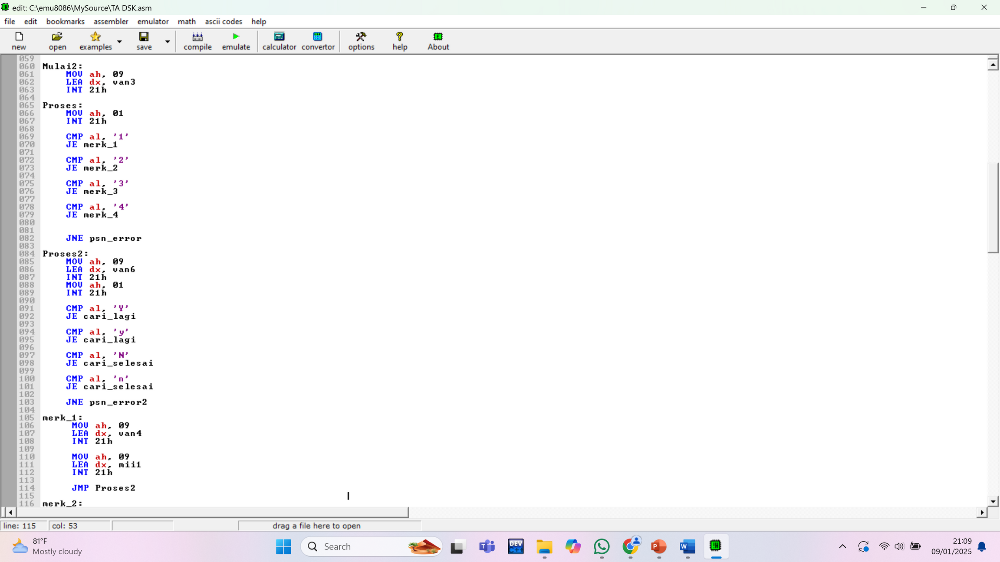 edit: C:\emu8086\MySource\TA DSK.asm
file edit bookmarks assembler emulator math ascii codes help
new open examples save compile emulate calculator convertor options help About
059
060 Mulai2:
061 MOV ah, 09
062 LEA dx, van3
063 INT 21h
064
065 Proses:
066 MOV ah, 01
067 INT 21h
068
069 CMP al, '1'
070 JE merk_1
071
072 CMP al, '2'
073 JE merk_2
074
075 CMP al, '3'
076 JE merk_3
077
078 CMP al, '4'
079 JE merk_4
080
081
082 JNE psn_error
083
084 Proses2:
085 MOV ah, 09
086 LEA dx, van6
087 INT 21h
088 MOV ah, 01
089 INT 21h
090
091 CMP al, 'Y'
092 JE cari_lagi
093
094 CMP al, 'y'
095 JE cari_lagi
096
097 CMP al, 'N'
098 JE cari_selesai
099
100 CMP al, 'n'
101 JE cari_selesai
102
103 JNE psn_error2
104
105 merk_1:
106 MOV ah, 09
107 LEA dx, van4
108 INT 21h
109
110 MOV ah, 09
111 LEA dx, mii1
112 INT 21h
113
114 JMP Proses2
115
116 merk_2:
line: 115 col: 53 drag a file here to open
81°F
Mostly cloudy
Search
DEV
C++
21:09
09/01/2025